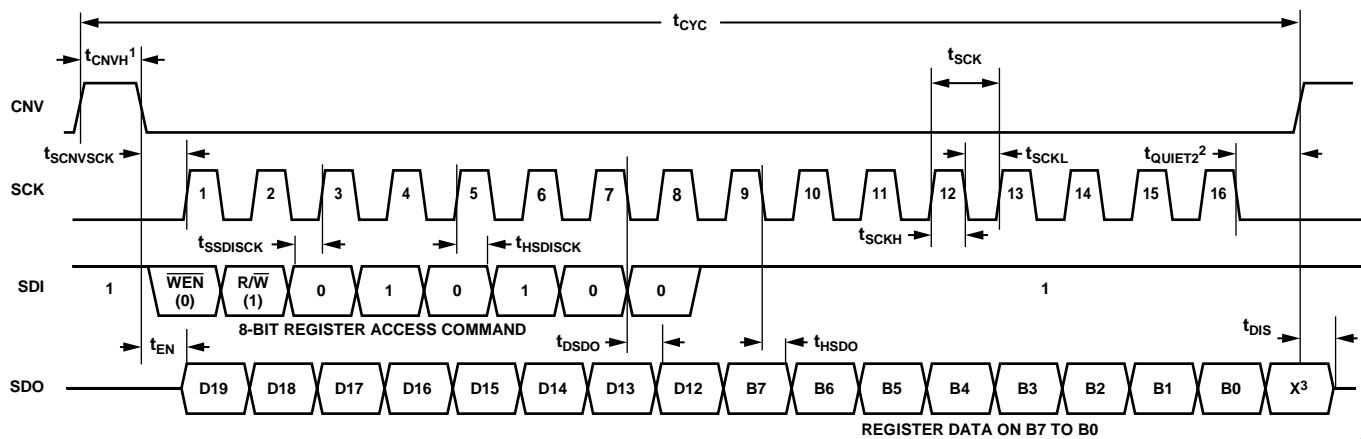 tCYC
tCNVH1
tSCK
CNV
tSCNVSCK
tSCKL
tQUIET22
SCK
1 2 3 4 5 6 7 8 9 10 11 12 13 14 15 16
tSSDISCK
tHSDISCK
tSCKH
SDI
1
WEN (0)
R/W (1)
0 1 0 1 0 0
1
8-BIT REGISTER ACCESS COMMAND
tEN
tDSDO
tHSDO
tDIS
SDO
D19 D18 D17 D16 D15 D14 D13 D12 B7 B6 B5 B4 B3 B2 B1 B0 X3
REGISTER DATA ON B7 TO B0